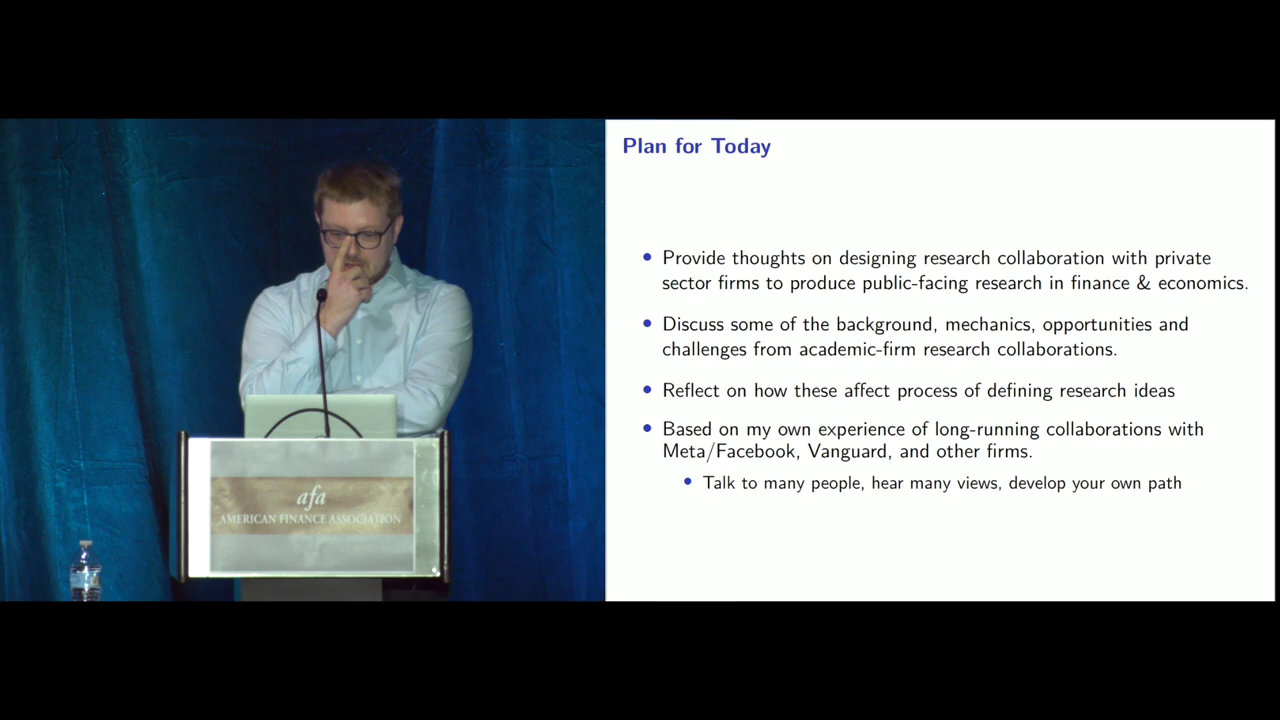 Plan for Today
Provide thoughts on designing research collaboration with private
sector firms to produce public-facing research in finance & economics.
Discuss some of the background, mechanics, opportunities and
challenges from academic-firm research collaborations.
Reflect on how these affect process of defining research ideas
Based on my own experience of long-running collaborations with
Meta/Facebook, Vanguard, and other firms.
Talk to many people, hear many views, develop your own path
afa
AMERICAN FINANCE ASSOCIATION